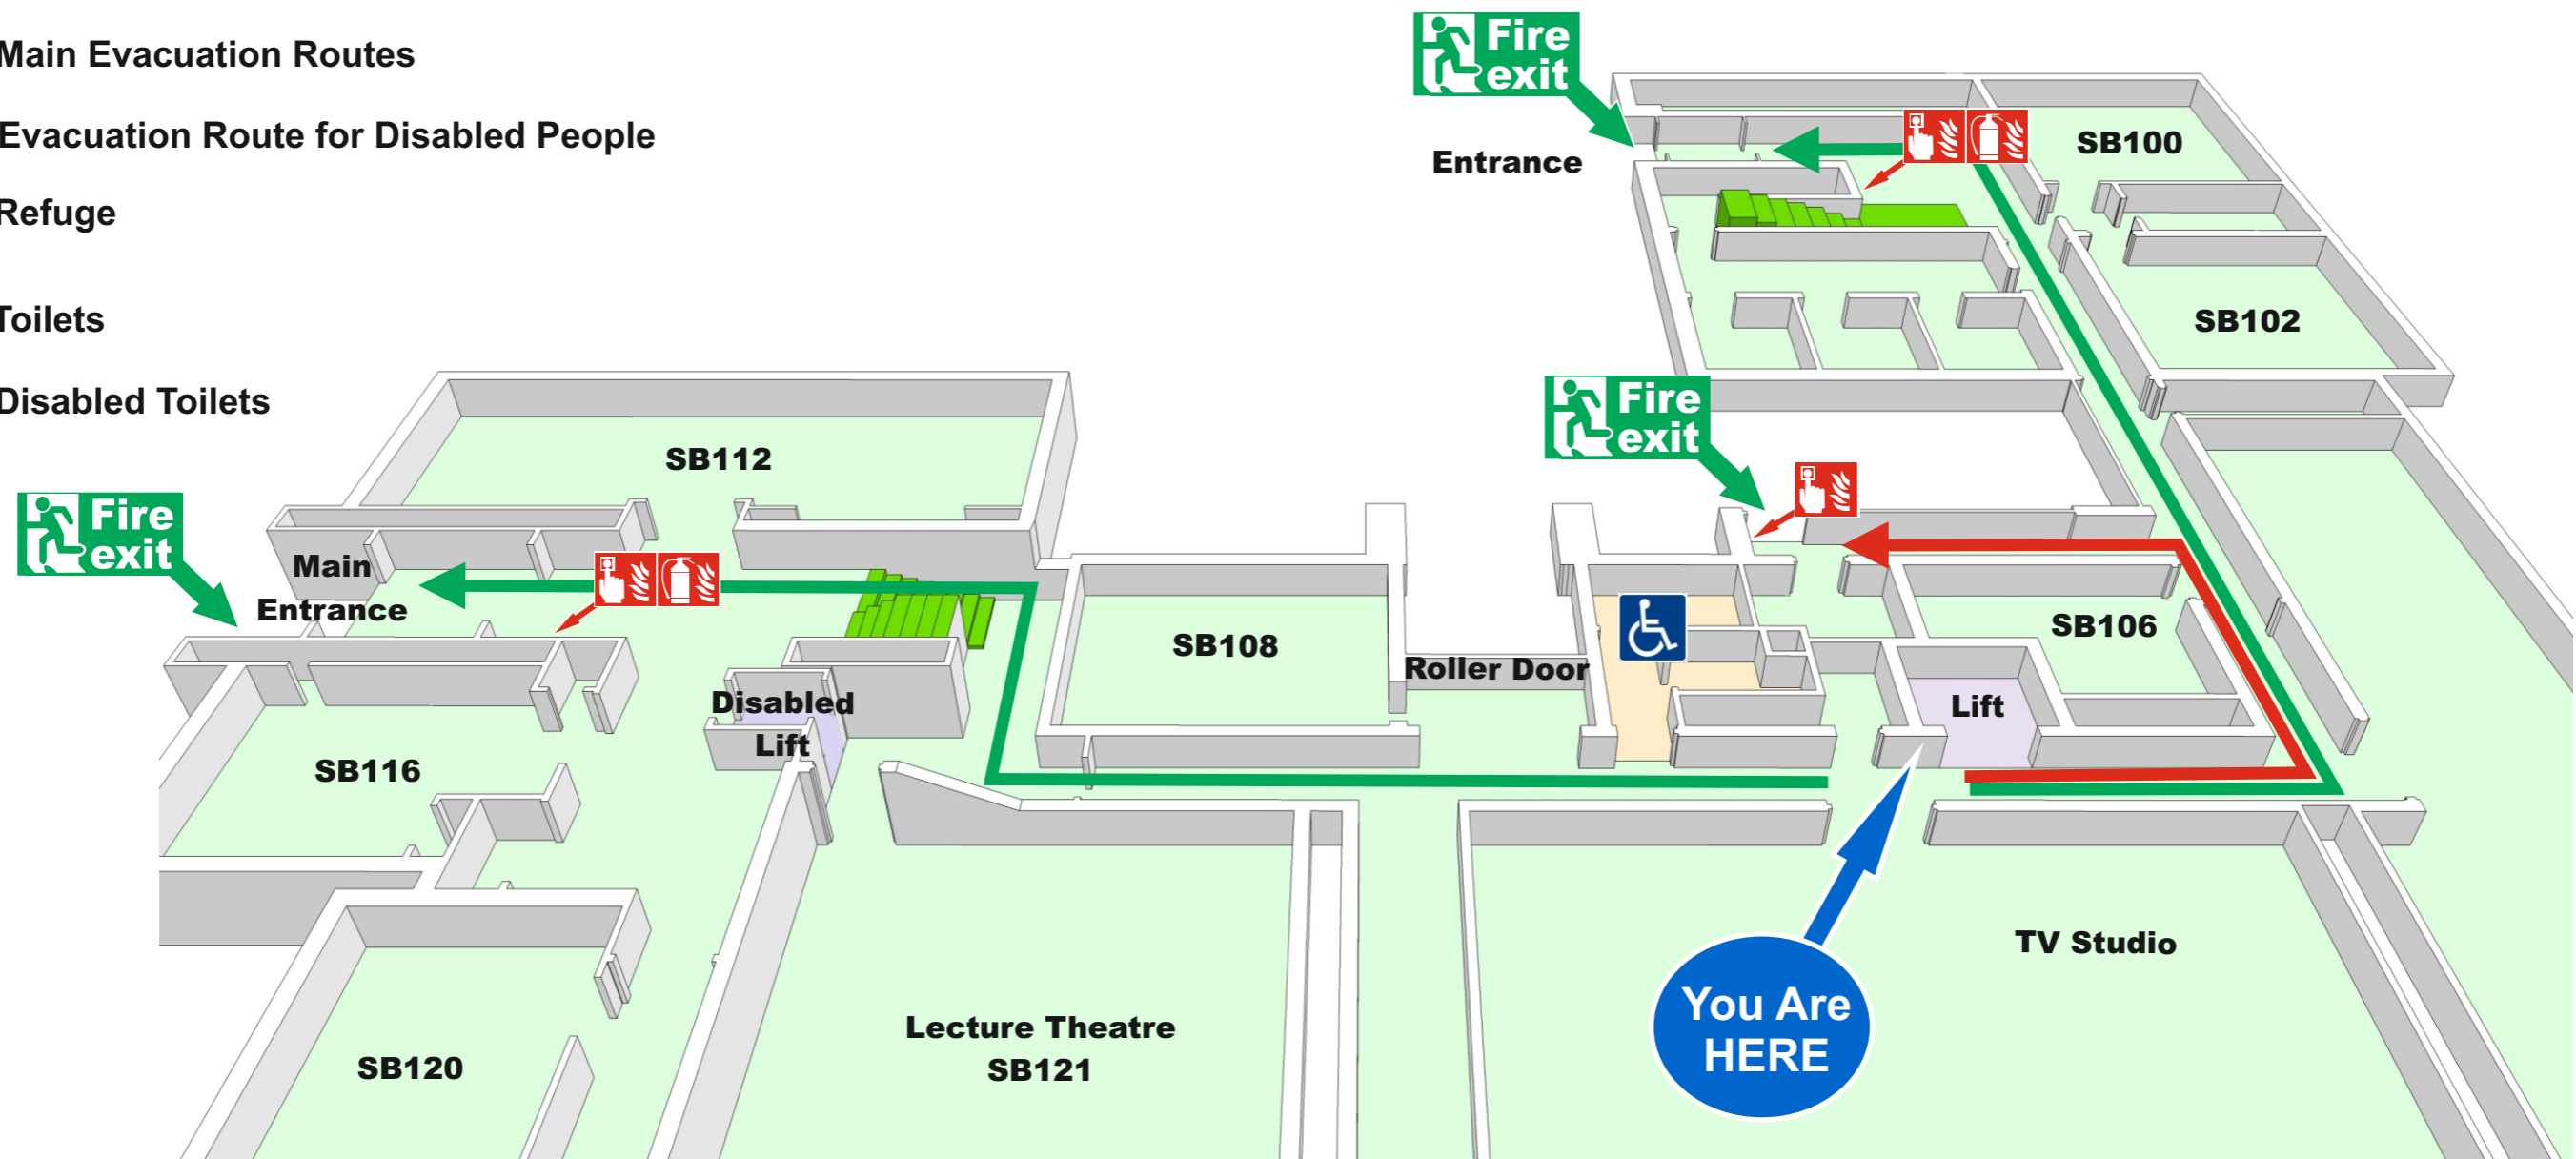 Main Evacuation Routes
Evacuation Route for Disabled People
Refuge
Toilets
Disabled Toilets
Fire
exit
Entrance
SB100
SB102
Fire
exit
SB112
Fire
exit
Main
Entrance
SB108
Roller Door
SB106
Lift
Disabled
Lift
SB116
SB120
Lecture Theatre
SB121
TV Studio
You Are
HERE